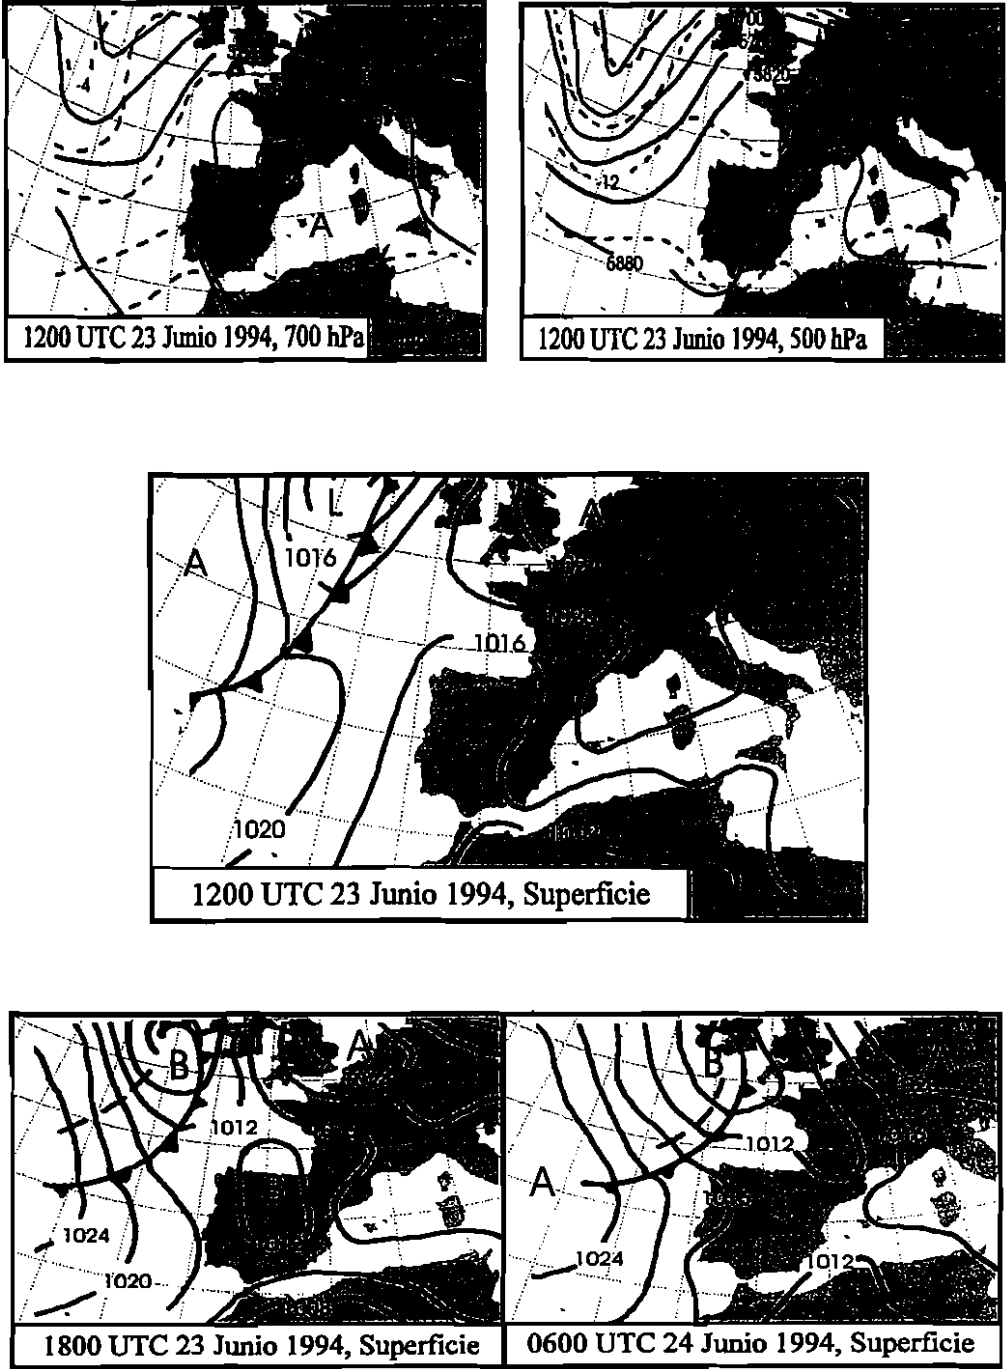 -4
A
1200 UTC 23 Junio 1994, 700 hPa
5820
-12
5880
1200 UTC 23 Junio 1994, 500 hPa
L
A
A
1016
1016
1020
1200 UTC 23 Junio 1994, Superficie
B
A
1012
1024
1020
1800 UTC 23 Junio 1994, Superficie
B
1012
A
1024
1012
0600 UTC 24 Junio 1994, Superficie